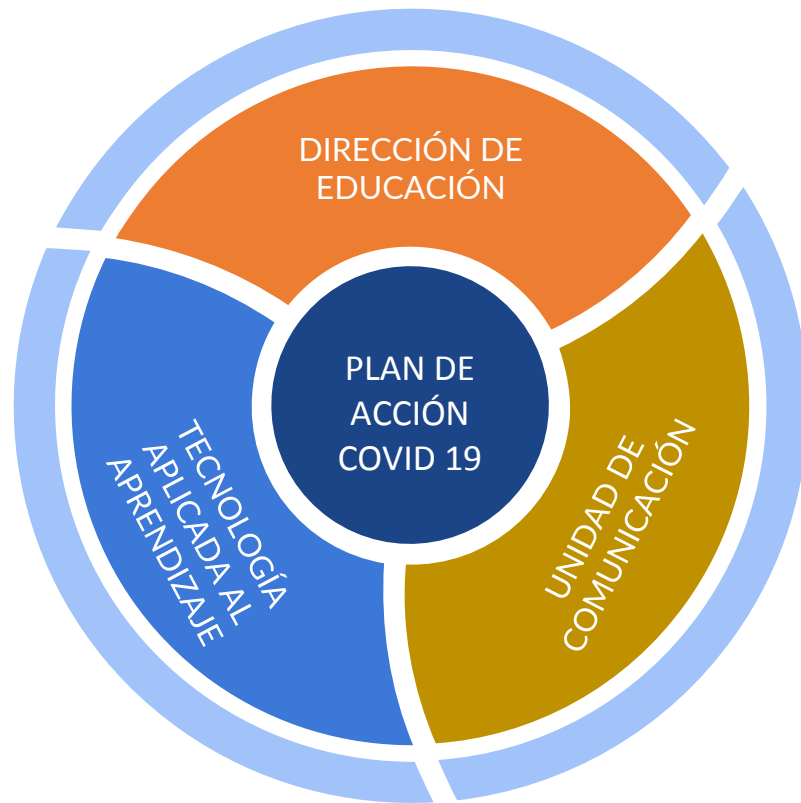 DIRECCIÓN DE
EDUCACIÓN
PLAN DE
ACCIÓN
COVID 19
TECNOLOGÍA
APLICADA AL
APRENDIZAJE
UNIDAD DE
COMUNICACIÓN